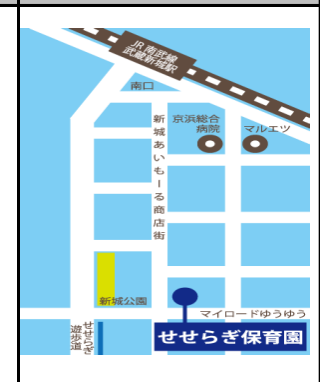 JR南武線
武蔵新城駅
南口
新城あいもーる商店街
京浜総合
病院
マルエツ
新城公園
マイロードゆうゆう
せせらぎ
遊歩道
せせらぎ保育園